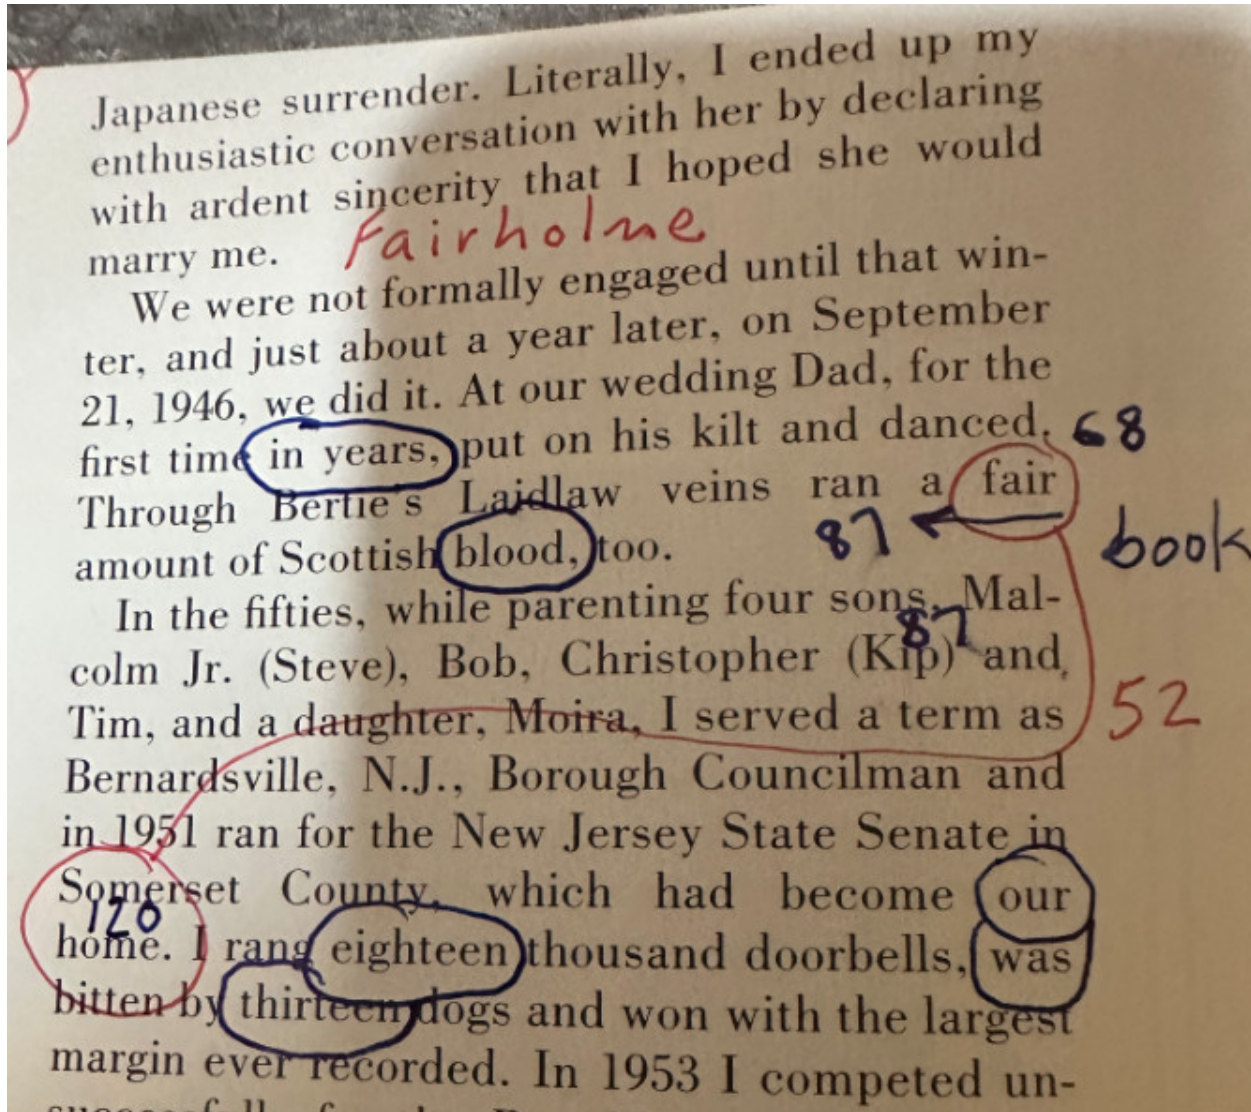 Japanese surrender. Literally, I ended up my
enthusiastic conversation with her by declaring
with ardent sincerity that I hoped she would
marry me. Fairholme
We were not formally engaged until that win-
ter, and just about a year later, on September
21, 1946, we did it. At our wedding Dad, for the
first time in years, put on his kilt and danced. 68
Through Bertie's Laidlaw veins ran a fair
87 book
amount of Scottish blood, too.
In the fifties, while parenting four sons, Mal-
87
colm Jr. (Steve), Bob, Christopher (Kip) and
Tim, and a daughter, Moira, I served a term as 52
Bernardsville, N.J., Borough Councilman and
in 1951 ran for the New Jersey State Senate in
Somerset County, which had become our
120
home. I rang eighteen thousand doorbells, was
bitten by thirteen dogs and won with the largest
margin ever recorded. In 1953 I competed un-